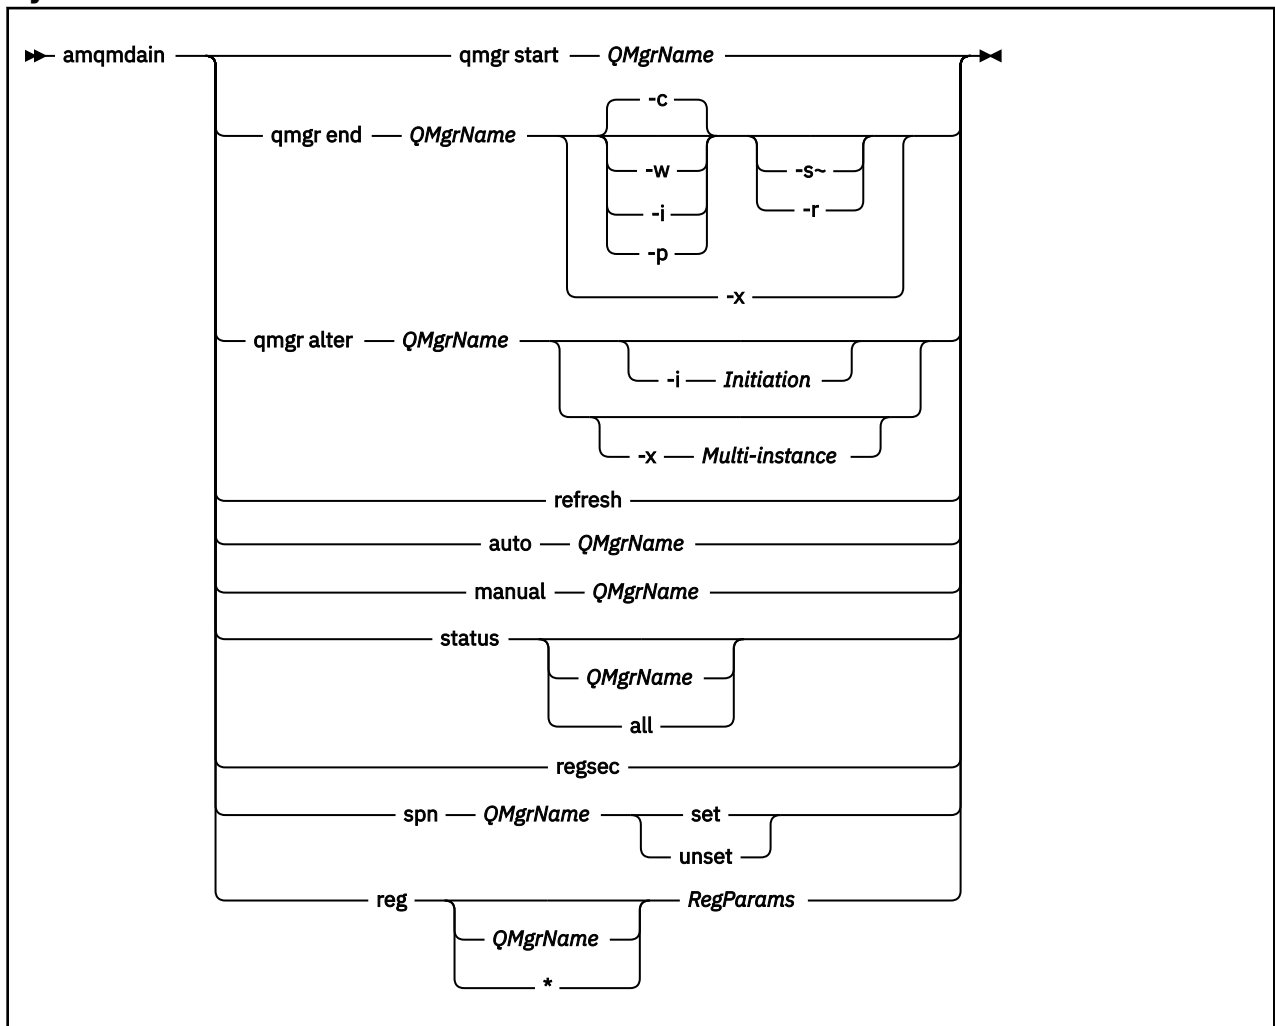 amqmdain qmgr start QMgrName
-c
qmgr end QMgrName
-w -s~
-i -r
-p
-x
qmgr alter QMgrName
-i Initiation
-x Multi-instance
refresh
auto QMgrName
manual QMgrName
status
QMgrName
all
regsec
spn QMgrName set
unset
reg RegParams
QMgrName
*